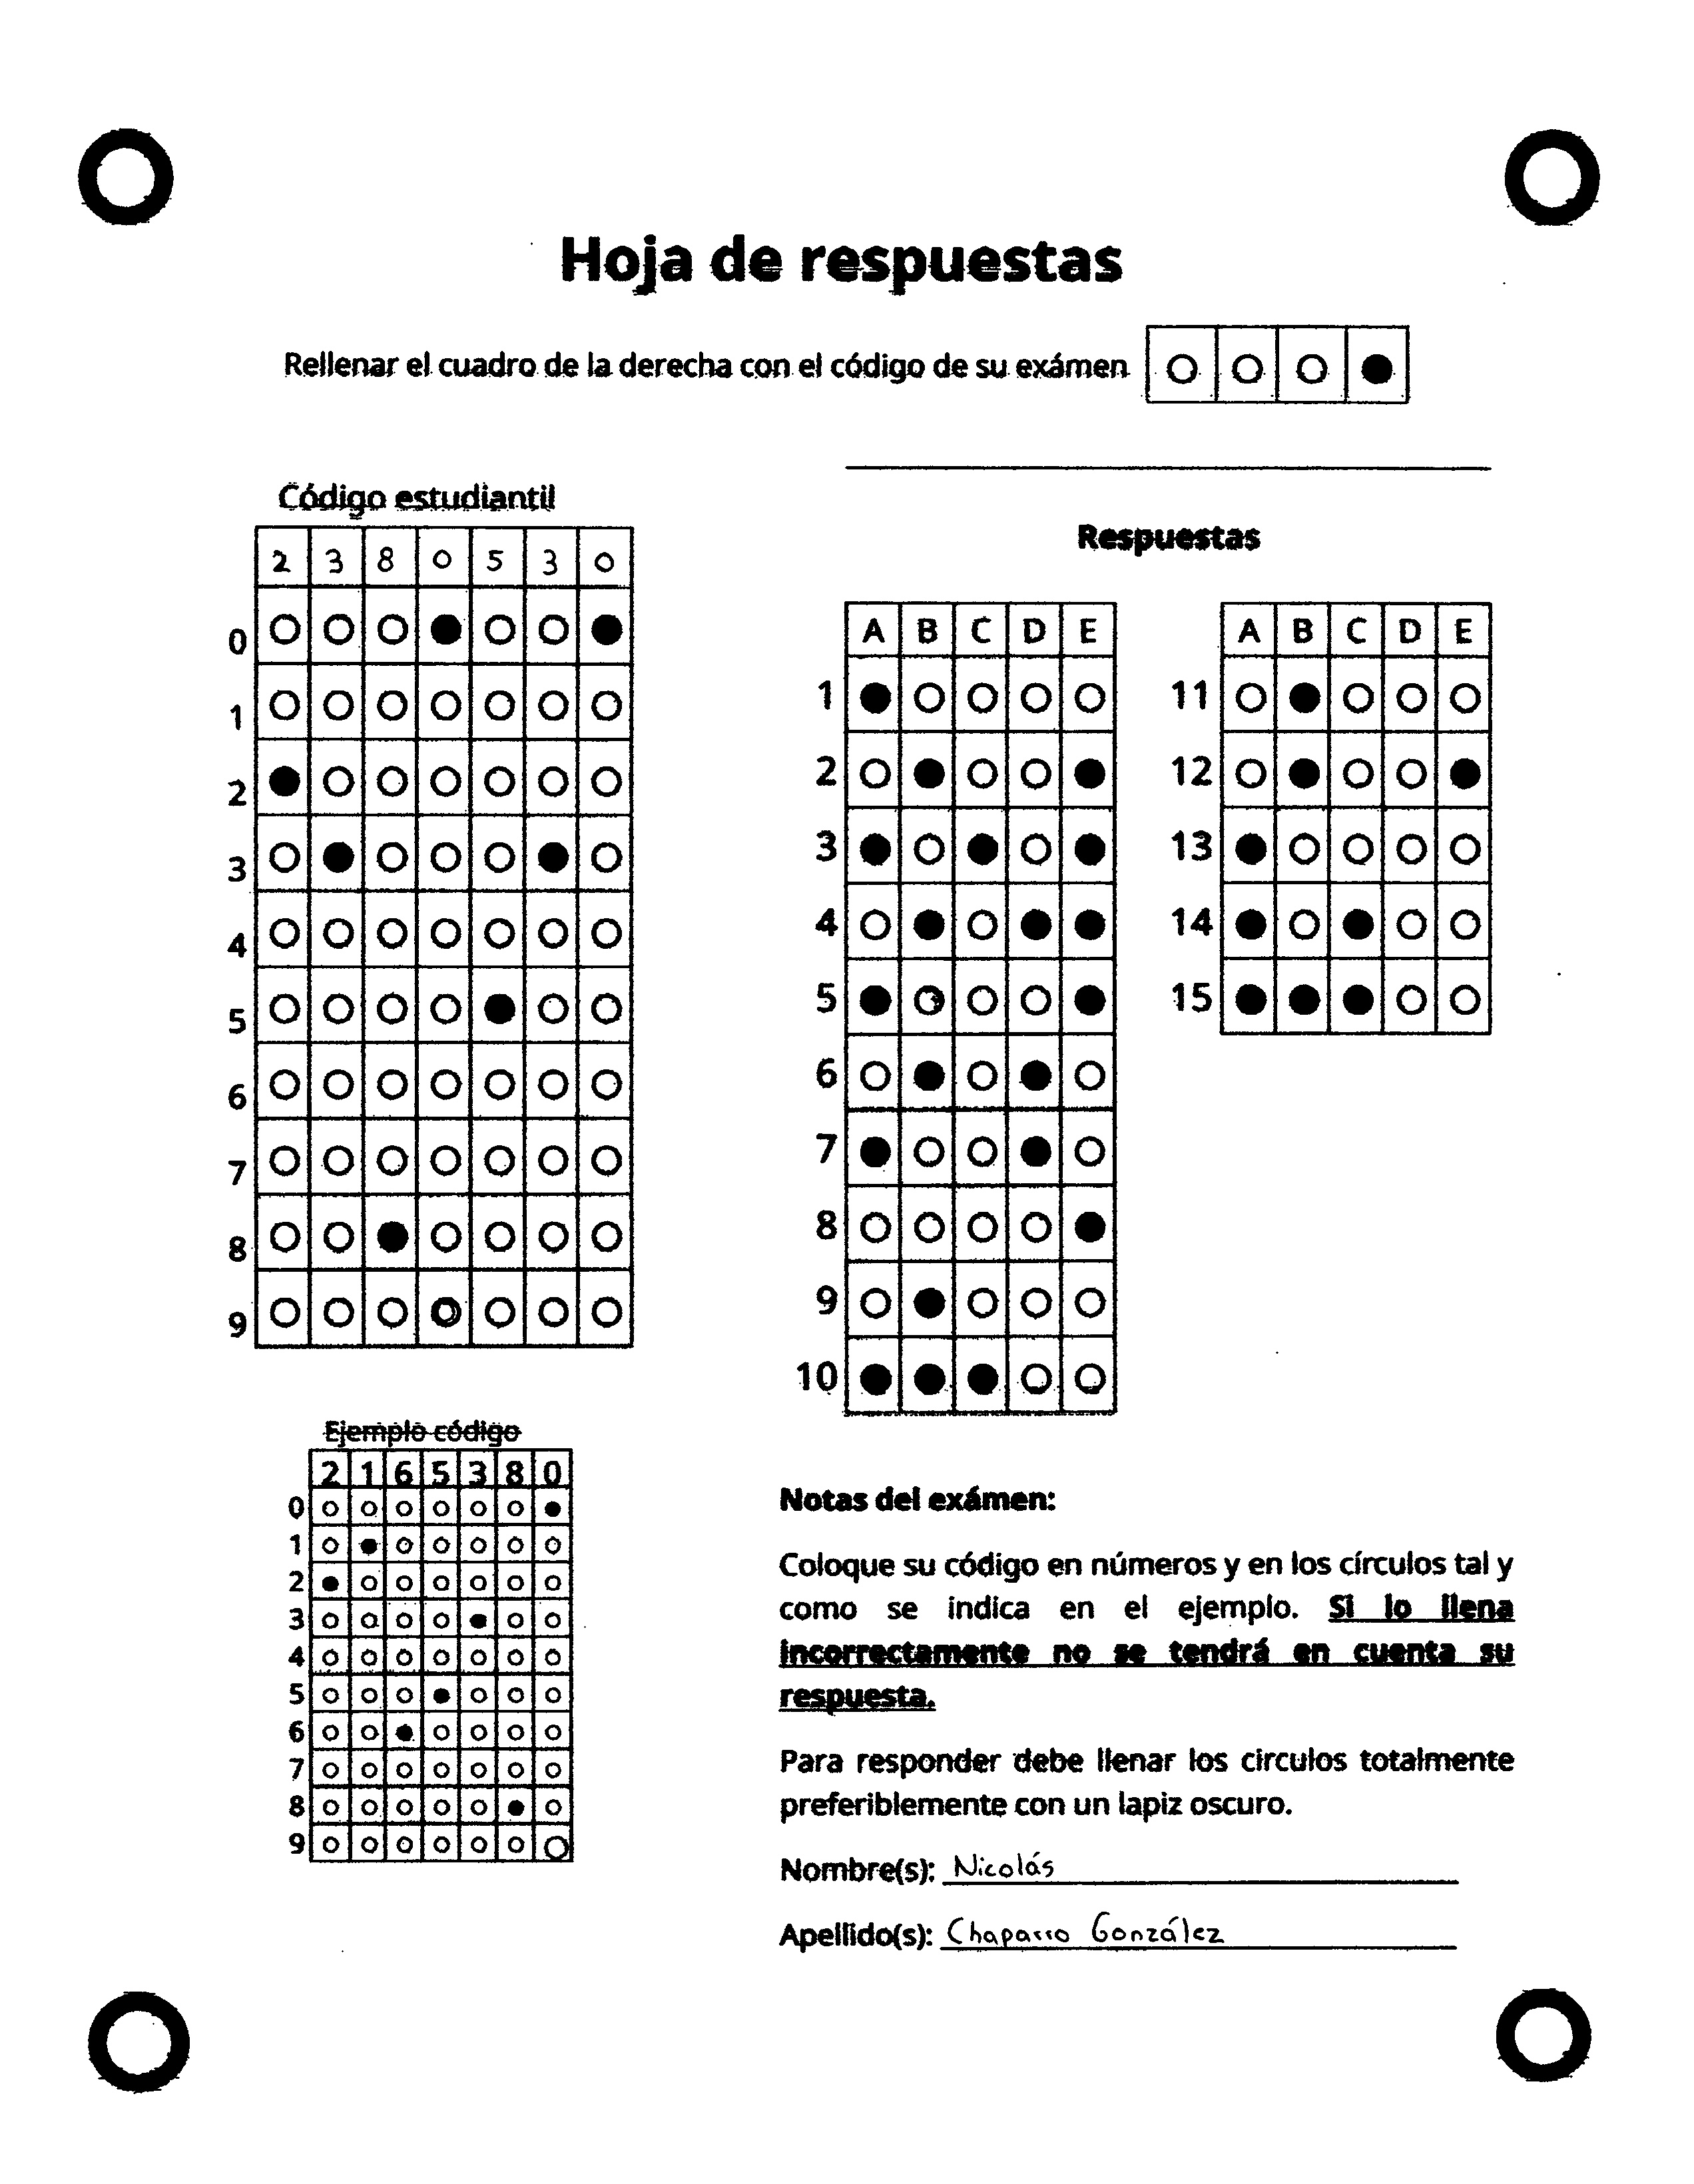 Hoja de respuestas
Rellenar el cuadro de la derecha con el código de su exámen
Código estudiantil
2 3 8 0 5 3 0
0
1
2
3
4
5
6
7
8
9
Respuestas
A B C D E
1
2
3
4
5
6
7
8
9
10
A B C D E
11
12
13
14
15
Ejemplo código
2 1 6 5 3 8 0
0
1
2
3
4
5
6
7
8
9
Notas del exámen:
Coloque su código en números y en los círculos tal y
como se indica en el ejemplo. Si lo llena
incorrectamente no se tendrá en cuenta su
respuesta.
Para responder debe llenar los circulos totalmente
preferiblemente con un lapiz oscuro.
Nombre(s): Nicolás
Apellido(s): Chaparro González